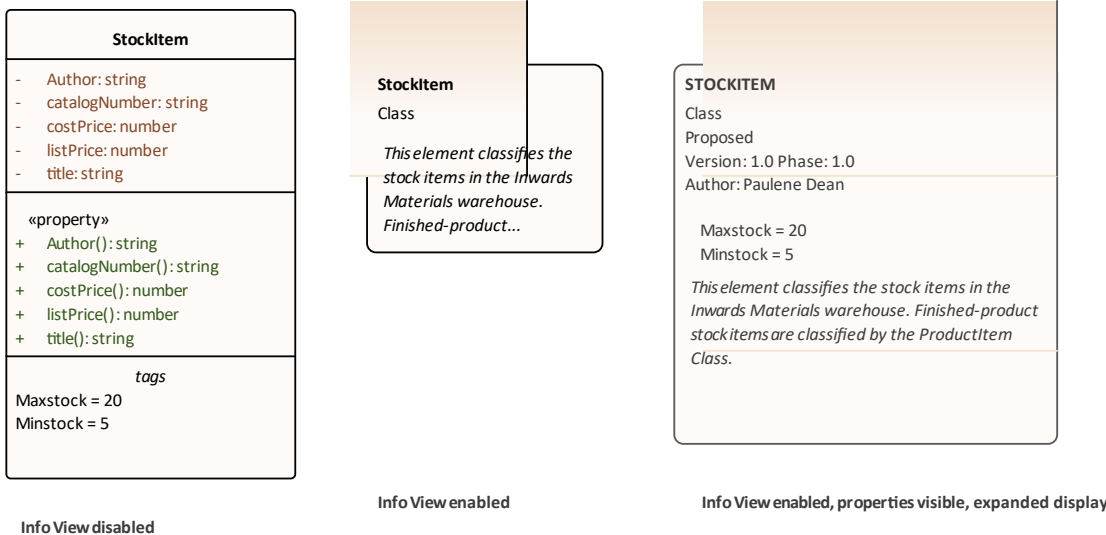 StockItem
- Author: string
- catalogNumber: string
- costPrice: number
- listPrice: number
- title: string
«property»
+ Author(): string
+ catalogNumber(): string
+ costPrice(): number
+ listPrice(): number
+ title(): string
tags
Maxstock = 20
Minstock = 5
Info View disabled
StockItem
Class
This element classifies the
stock items in the Inwards
Materials warehouse.
Finished-product...
Info View enabled
STOCKITEM
Class
Proposed
Version: 1.0 Phase: 1.0
Author: Paulene Dean
Maxstock = 20
Minstock = 5
This element classifies the stock items in the
Inwards Materials warehouse. Finished-product
stock items are classified by the ProductItem
Class.
Info View enabled, properties visible, expanded display